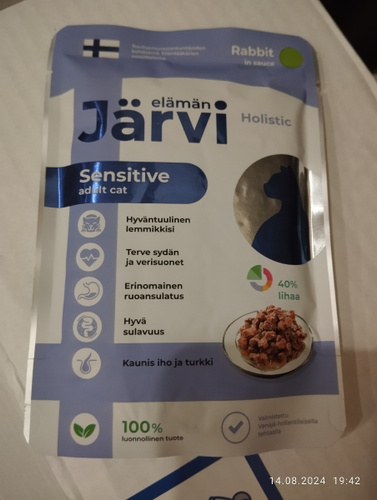 Rabbit
in sauce
elämän
Järvi
Holistic
Sensitive
adult cat
Hyväntuulinen
lemmikkisi
Terve sydän
ja verisuonet
40%
lihaa
Erinomainen
ruoansulatus
Hyvä
sulavuus
Kaunis iho ja turkki
100%
luonnollinen tuote
Valmistettu
14.08.2024 19:42